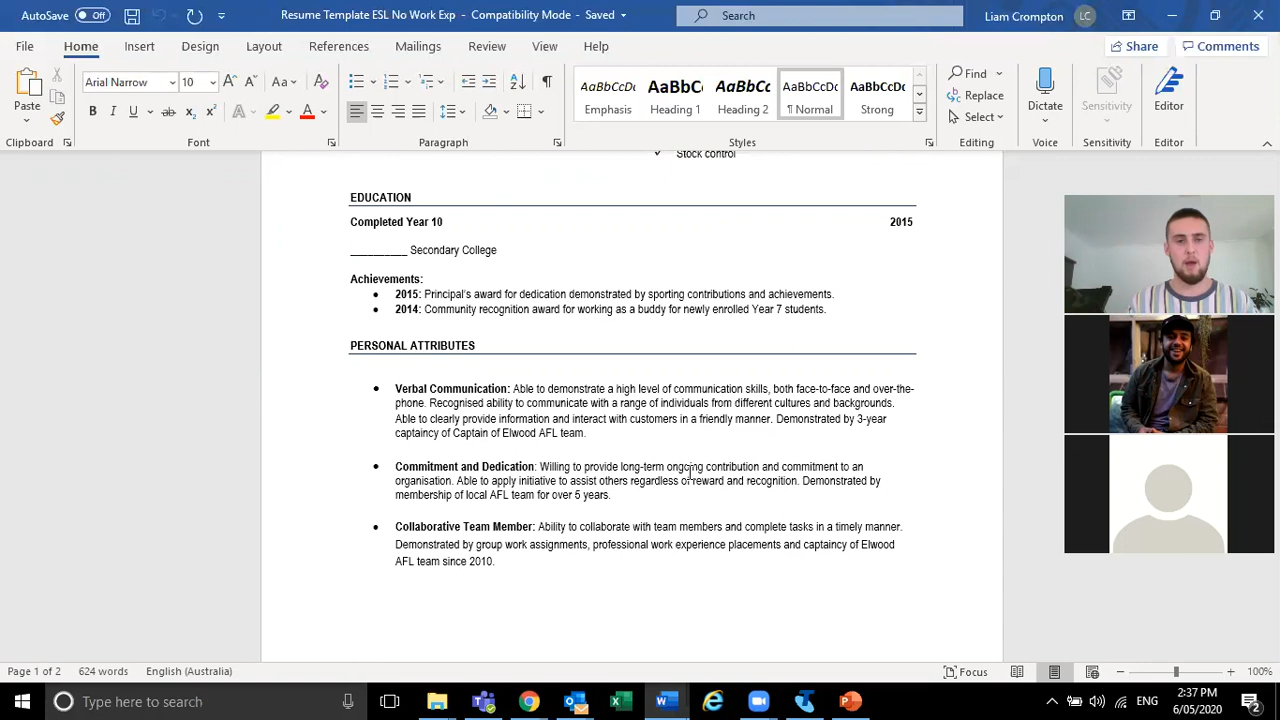 AutoSave Off Resume Template ESL No Work Exp - Compatibility Mode - Saved Search Liam Crompton LC
File Home Insert Design Layout References Mailings Review View Help Share Comments
Arial Narrow 10 Aa AaBbCcDc AaBbC AaBbCc AaBbCcDc AaBbCcDc Find
Paste Replace Dictate Sensitivity Editor
B I U ab x₂ x² A A Emphasis Heading 1 Heading 2 ¶ Normal Strong Select
Clipboard Font Paragraph Styles Editing Voice Sensitivity Editor
✓ Stock control
EDUCATION
Completed Year 10 2015
__________ Secondary College
Achievements:
• 2015: Principal's award for dedication demonstrated by sporting contributions and achievements.
• 2014: Community recognition award for working as a buddy for newly enrolled Year 7 students.
PERSONAL ATTRIBUTES
• Verbal Communication: Able to demonstrate a high level of communication skills, both face-to-face and over-the-
phone. Recognised ability to communicate with a range of individuals from different cultures and backgrounds.
Able to clearly provide information and interact with customers in a friendly manner. Demonstrated by 3-year
captaincy of Captain of Elwood AFL team.
• Commitment and Dedication: Willing to provide long-term ongoing contribution and commitment to an
organisation. Able to apply initiative to assist others regardless of reward and recognition. Demonstrated by
membership of local AFL team for over 5 years.
• Collaborative Team Member: Ability to collaborate with team members and complete tasks in a timely manner.
Demonstrated by group work assignments, professional work experience placements and captaincy of Elwood
AFL team since 2010.
Page 1 of 2 624 words English (Australia) Focus 100%
Type here to search ENG 2:37 PM
6/05/2020 2